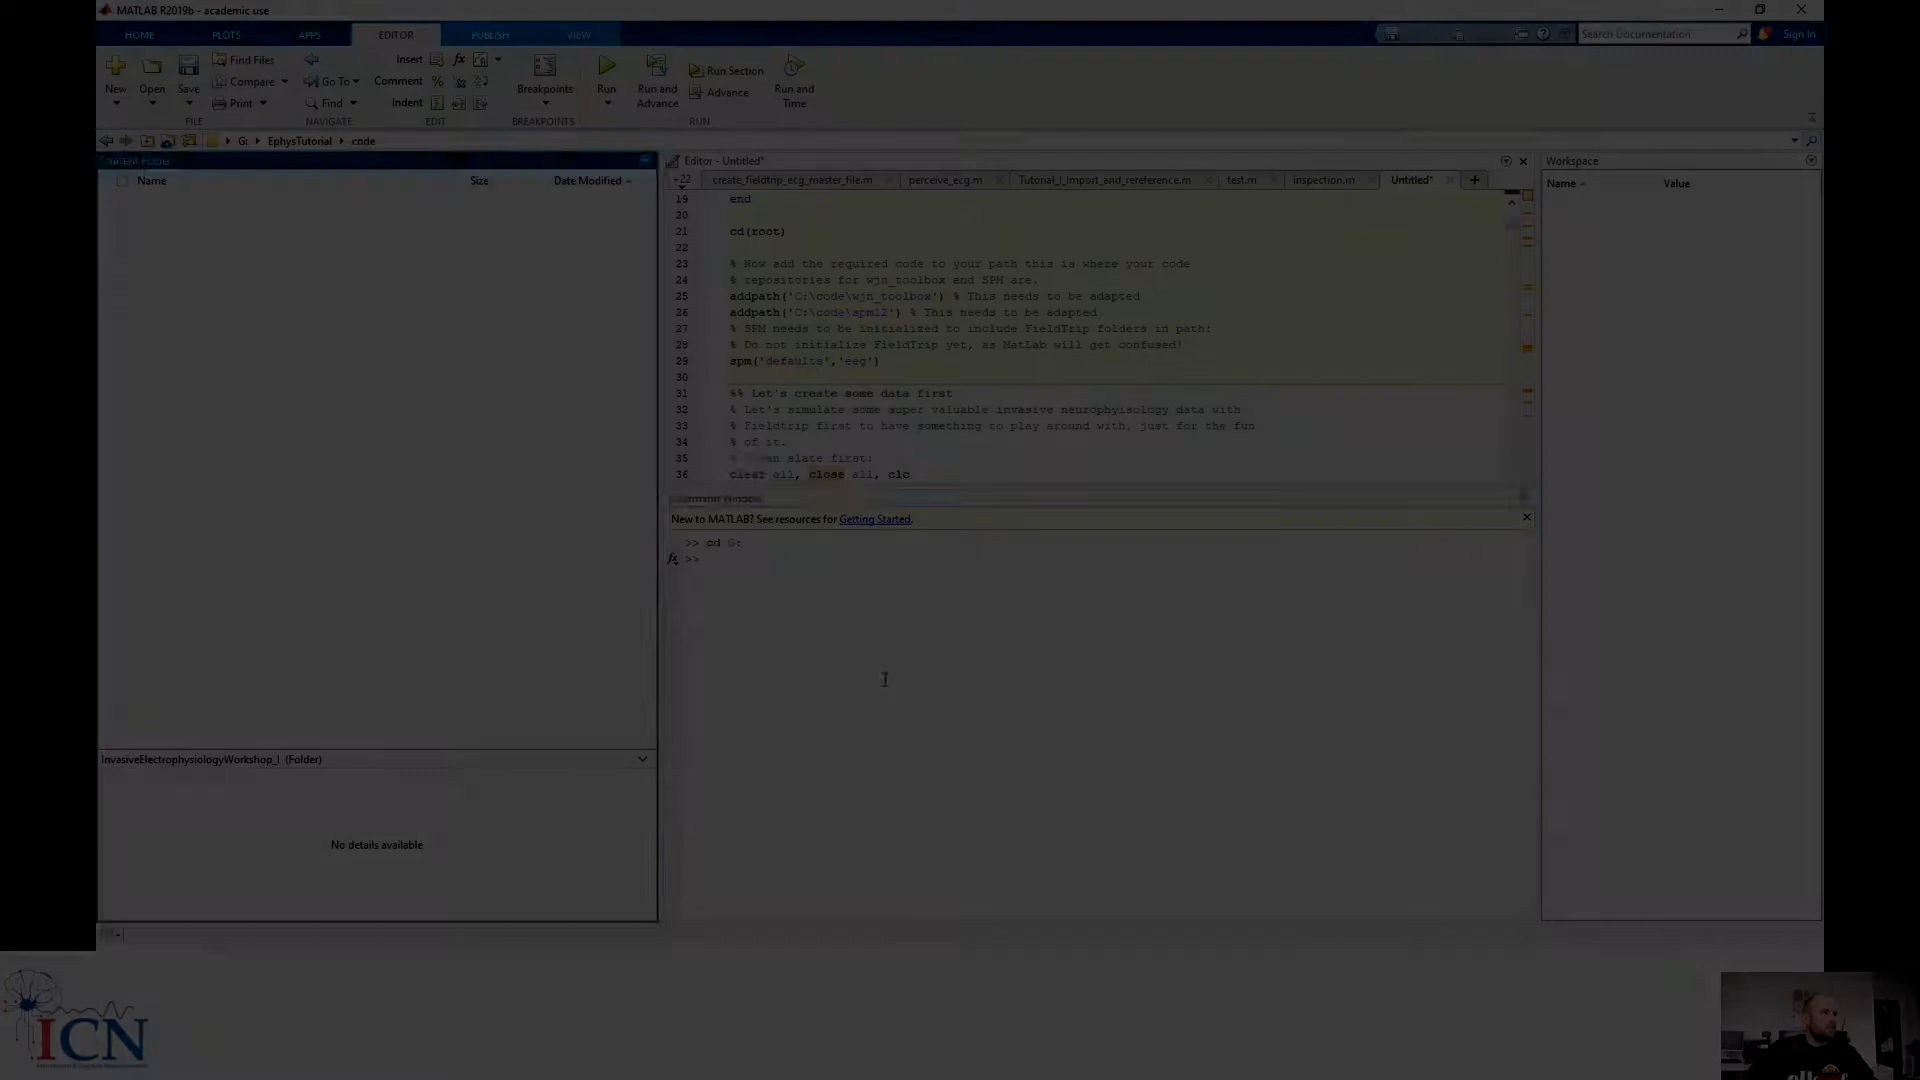 MATLAB R2019b - academic use
HOME PLOTS APPS EDITOR PUBLISH VIEW
Search Documentation
Sign In
New
Open
Save
Find Files
Compare
Print
FILE
Go To
Find
NAVIGATE
Insert
Comment
Indent
EDIT
Breakpoints
BREAKPOINTS
Run
Run and Advance
Run Section
Advance
Run and Time
RUN
G: EphysTutorial code
Current Folder
Name Size Date Modified
InvasiveElectrophysiologyWorkshop_I (Folder)
No details available
Editor - Untitled*
+22 create_fieldtrip_ecg_master_file.m perceive_ecg.m Tutorial_I_Import_and_rereference.m test.m inspection.m Untitled* +
19 end
20
21 cd(root)
22
23 % Now add the required code to your path this is where your code
24 % repositories for wjn_toolbox and SPM are.
25 addpath('C:\code\wjn_toolbox') % This needs to be adapted
26 addpath('C:\code\spm12') % This needs to be adapted
27 % SPM needs to be initialized to include FieldTrip folders in path:
28 % Do not initialize FieldTrip yet, as MatLab will get confused!
29 spm('defaults','eeg')
30
31 %% Let's create some data first
32 % Let's simulate some super valuable invasive neurophyisology data with
33 % Fieldtrip first to have something to play around with, just for the fun
34 % of it.
35 % an slate first:
36 clear all, close all, clc
Command Window
New to MATLAB? See resources for Getting Started.
>> cd G:
fx >>
Workspace
Name Value
ICN